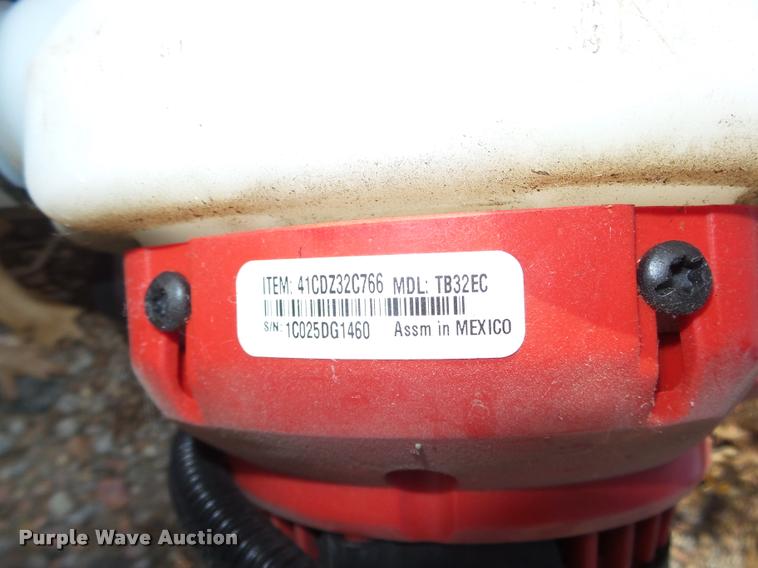 ITEM: 41CDZ32C766 MDL: TB32EC
S/N: 1C025DG1460 Assm in MEXICO
Purple Wave Auction